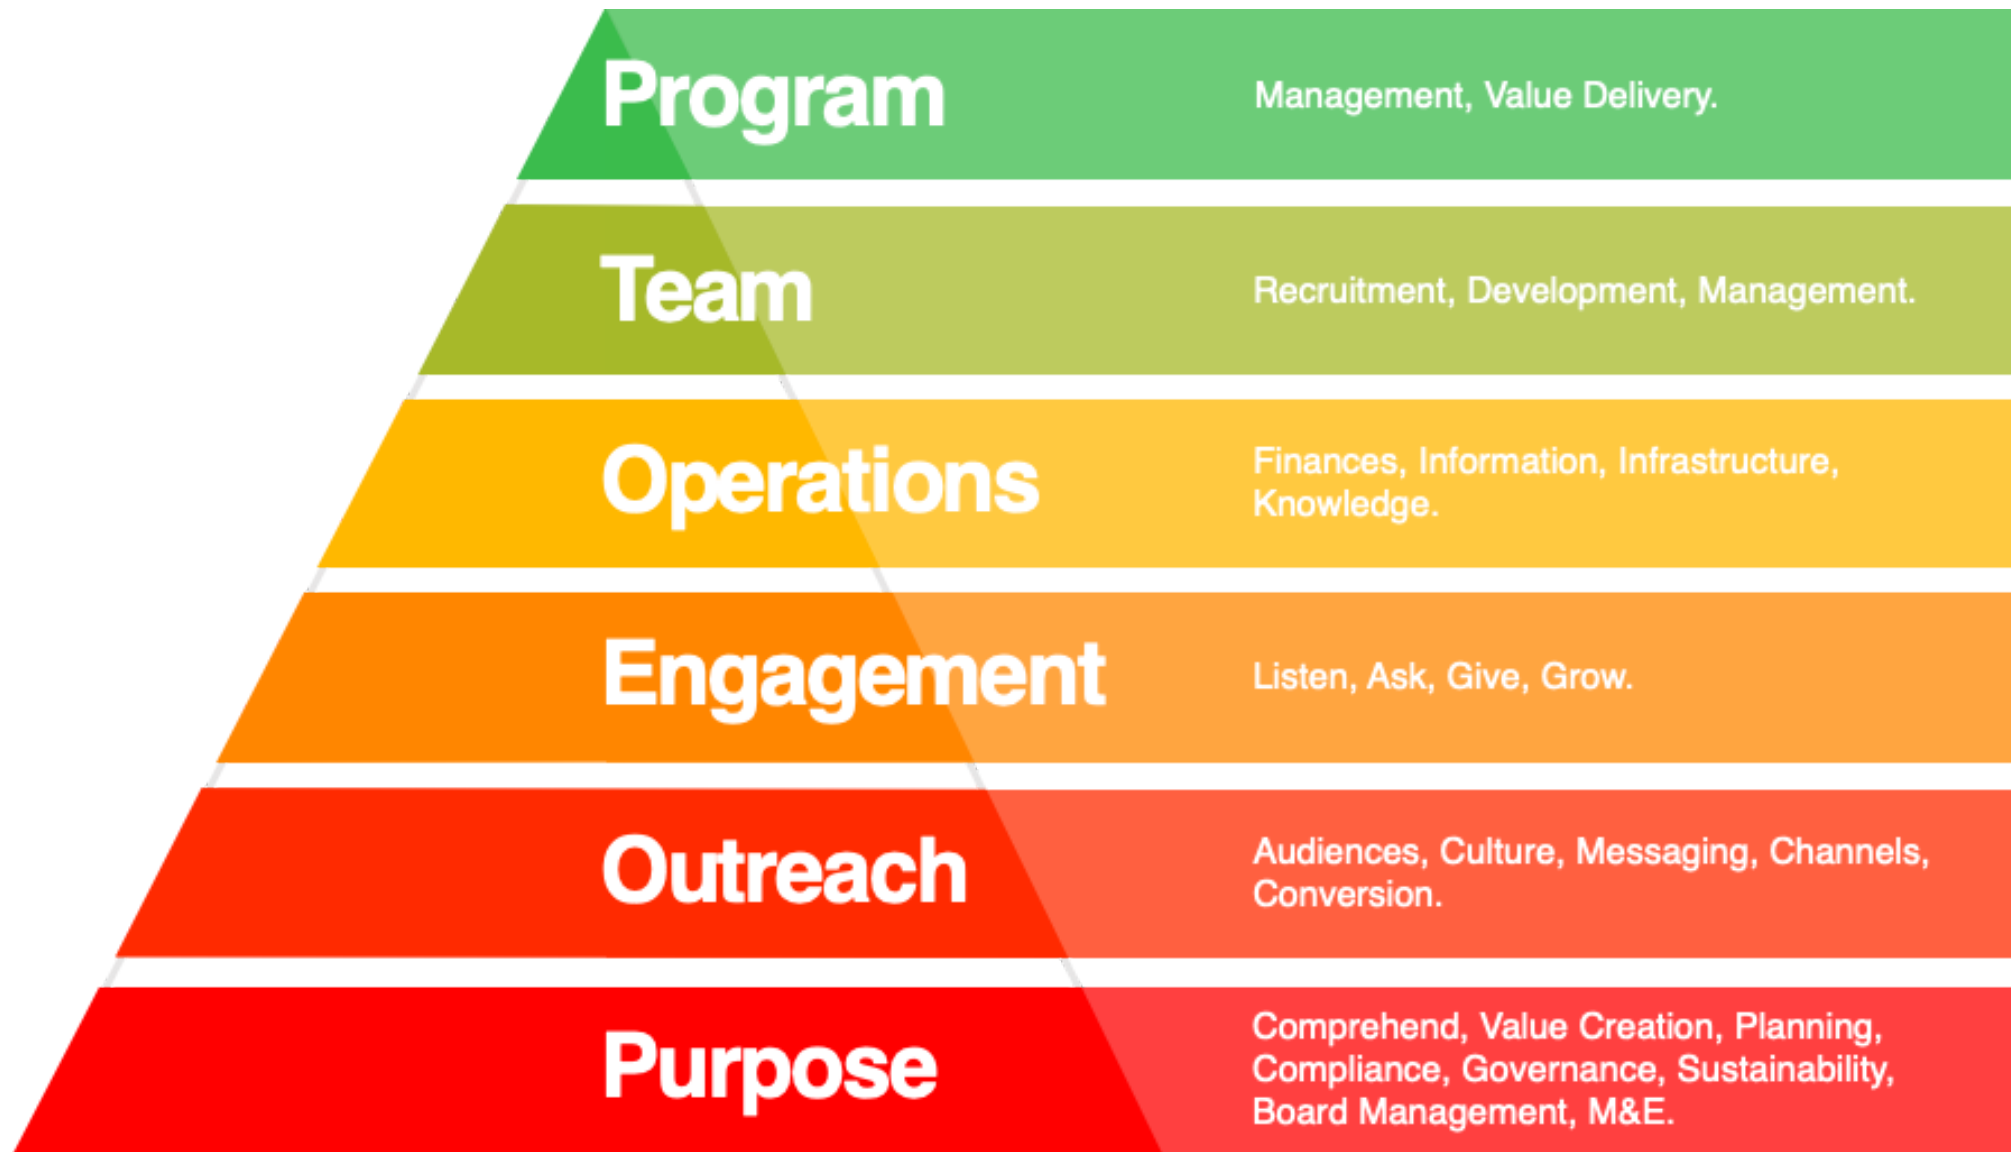 Program
Management, Value Delivery.
Team
Recruitment, Development, Management.
Operations
Finances, Information, Infrastructure,
Knowledge.
Engagement
Listen, Ask, Give, Grow.
Outreach
Audiences, Culture, Messaging, Channels,
Conversion.
Purpose
Comprehend, Value Creation, Planning,
Compliance, Governance, Sustainability,
Board Management, M&E.